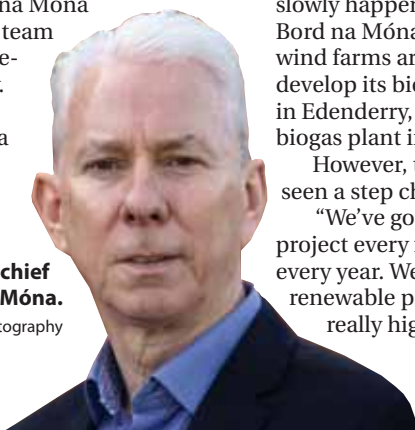 na Móna
team
e-
a
chief
Móna.
tography
slowly happen
Bord na Móna
wind farms ar
develop its bio
in Edenderry,
biogas plant i
However, t
seen a step ch
“We’ve go
project every
every year. We
renewable p
really hig